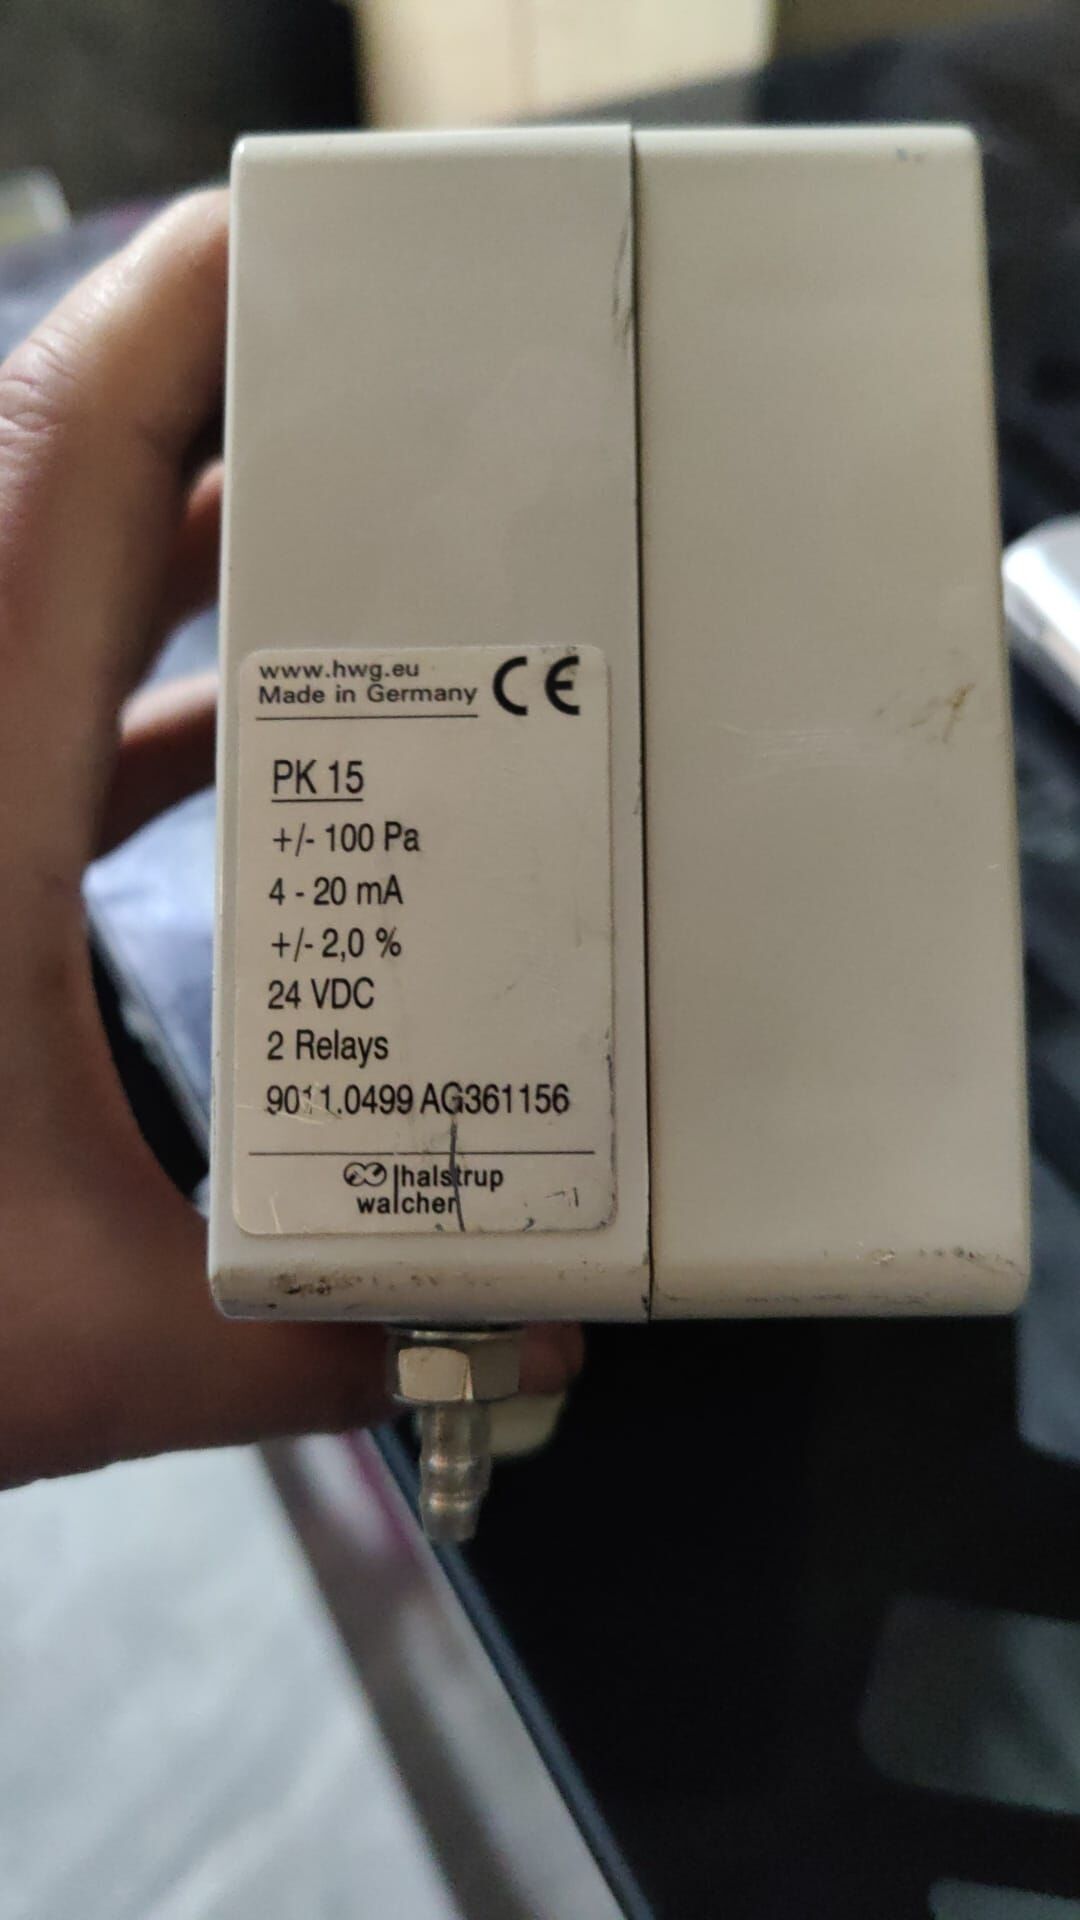 www.hwg.eu
Made in Germany
CE
PK 15
+/- 100 Pa
4 - 20 mA
+/- 2,0 %
24 VDC
2 Relays
9011.0499 AG361156
halstrup
walcher